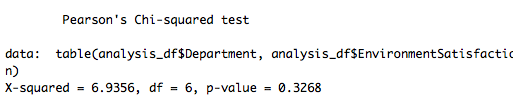 Pearson's Chi-squared test
data:  table(analysis_df$Department, analysis_df$EnvironmentSatisfactio
n)
X-squared = 6.9356, df = 6, p-value = 0.3268